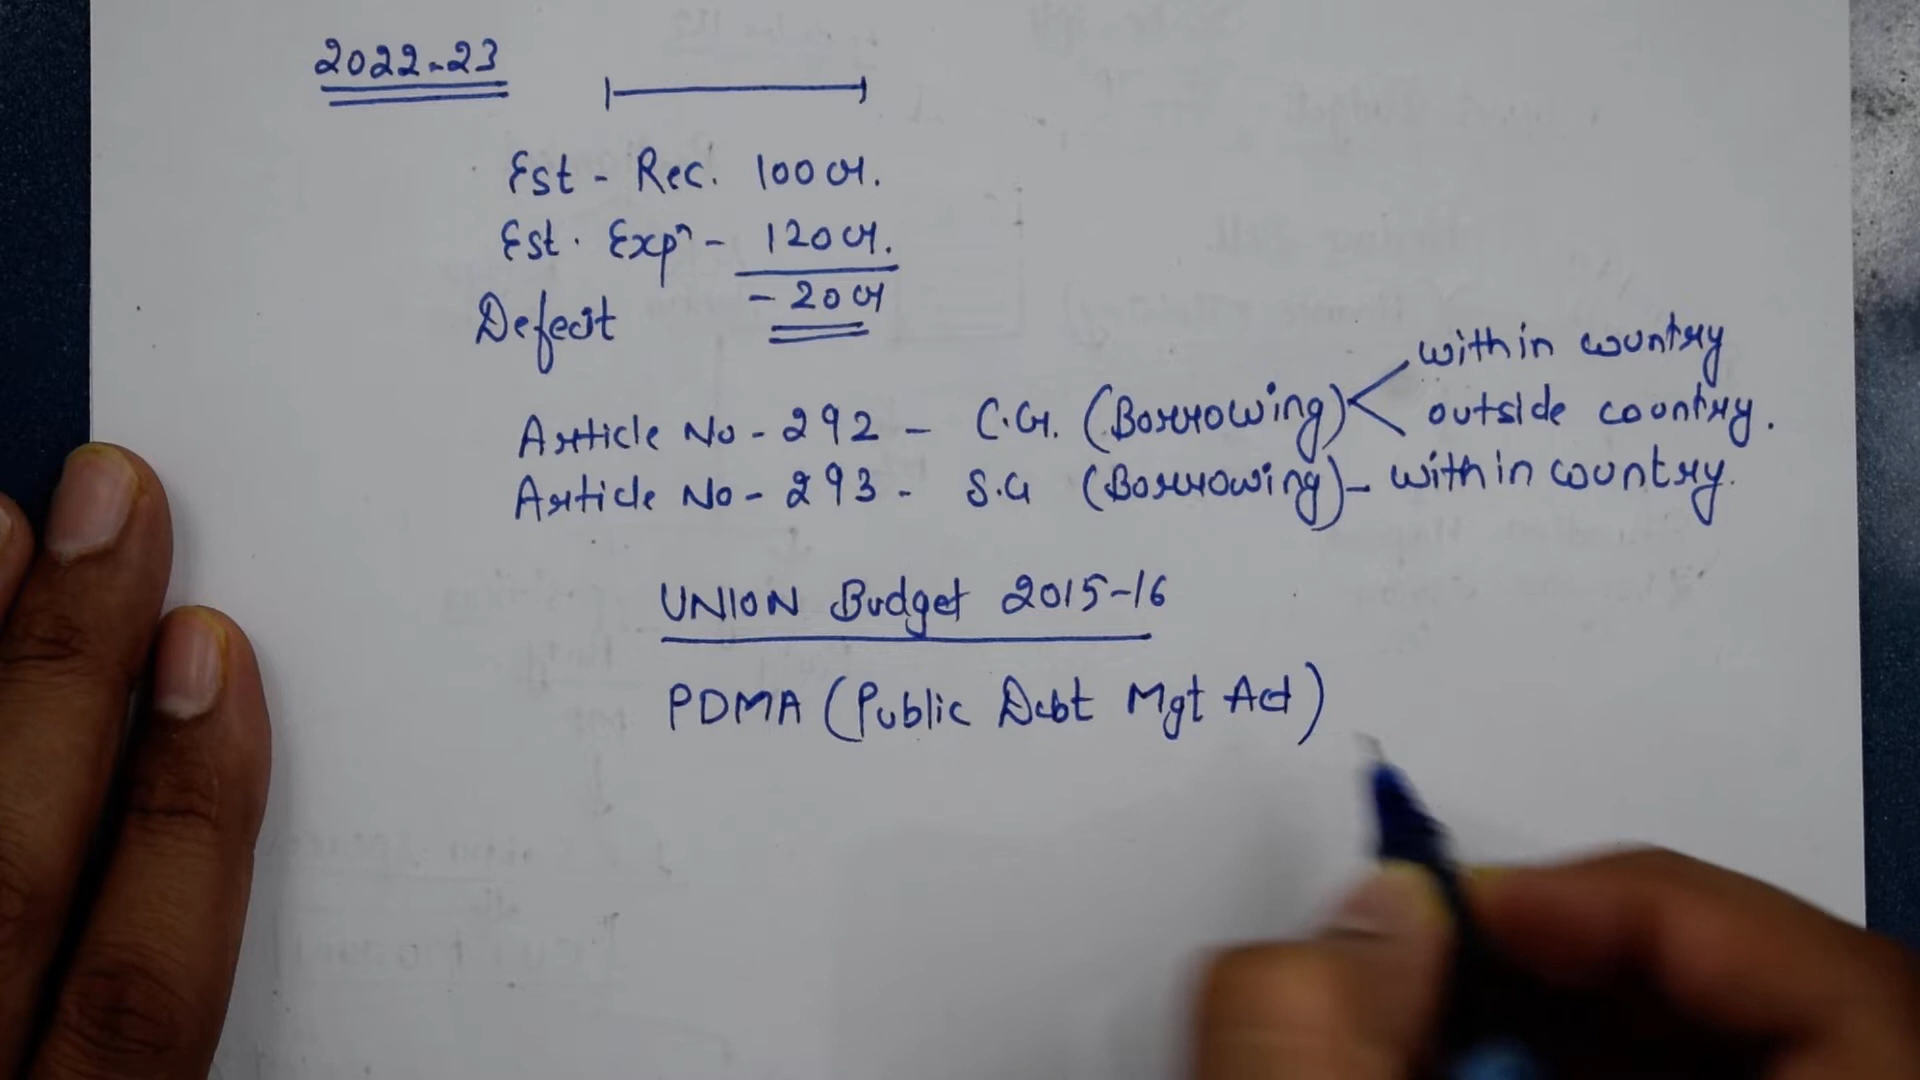 2022-23
Est - Rec. 100 cr.
Est. Expn - 120 cr.
Defecit - 20 cr
Article No - 292 - C.G. (Borrowing) within country
outside country.
Article No - 293 - S.G (Borrowing) - within country.
UNION Budget 2015-16
PDMA (Public Debt Mgt Act)